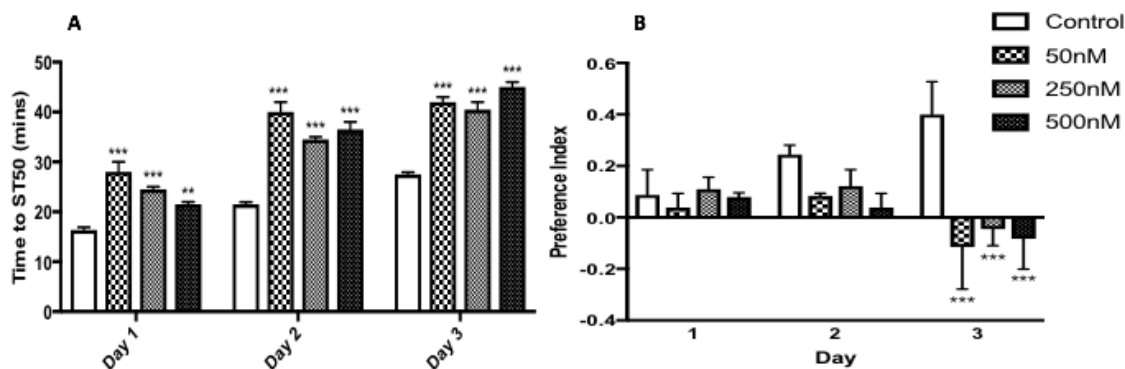 A
B
Control
50nM
250nM
500nM
Time to ST50 (mins)
50
40
30
20
10
0
***
***
**
***
***
***
***
***
***
Day 1
Day 2
Day 3
Preference Index
0.6
0.4
0.2
0.0
-0.2
-0.4
***
***
***
1
2
3
Day